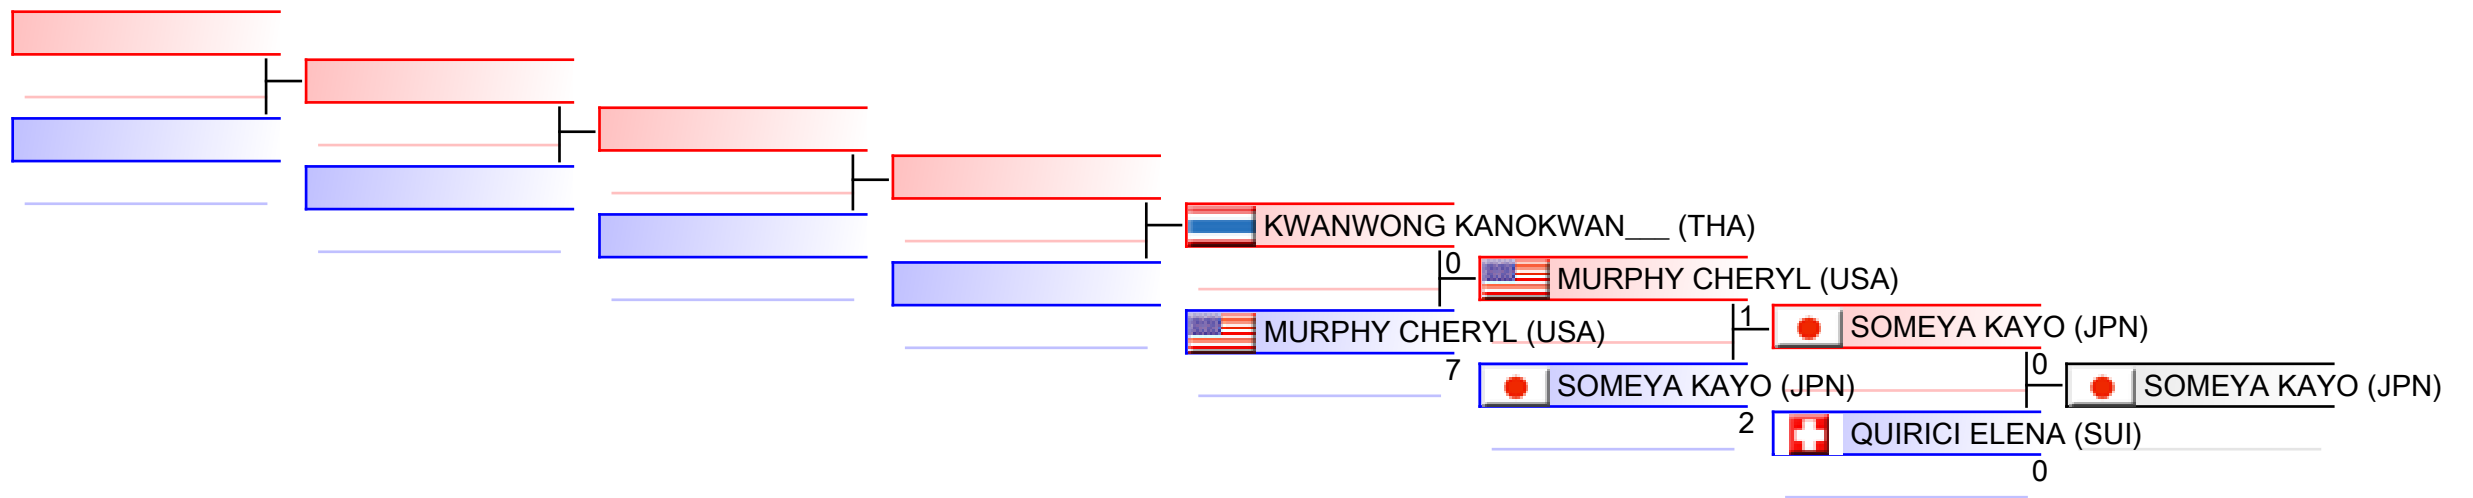 KWANWONG KANOKWAN___ (THA)
0
MURPHY CHERYL (USA)
MURPHY CHERYL (USA)
7
1
SOMEYA KAYO (JPN)
SOMEYA KAYO (JPN)
2
0
SOMEYA KAYO (JPN)
QUIRICI ELENA (SUI)
0